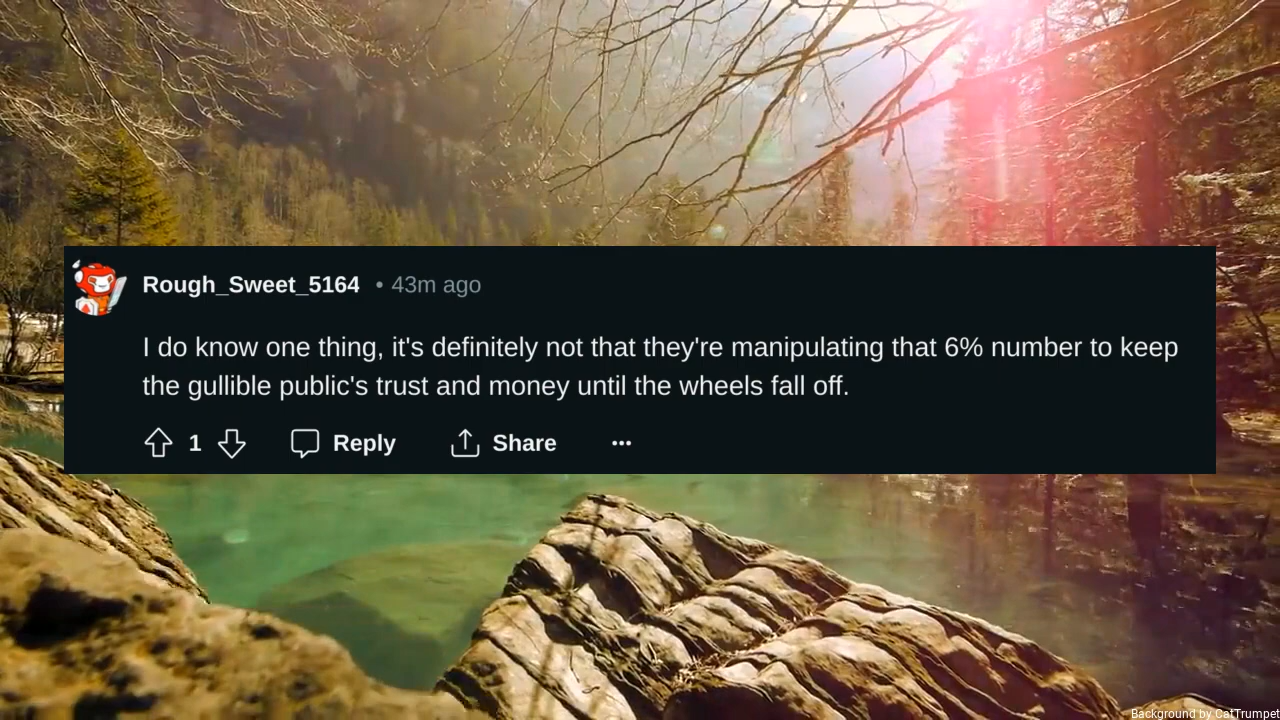 Rough_Sweet_5164 • 43m ago
I do know one thing, it's definitely not that they're manipulating that 6% number to keep
the gullible public's trust and money until the wheels fall off.
1 Reply Share ...
Background by CatTrumpet